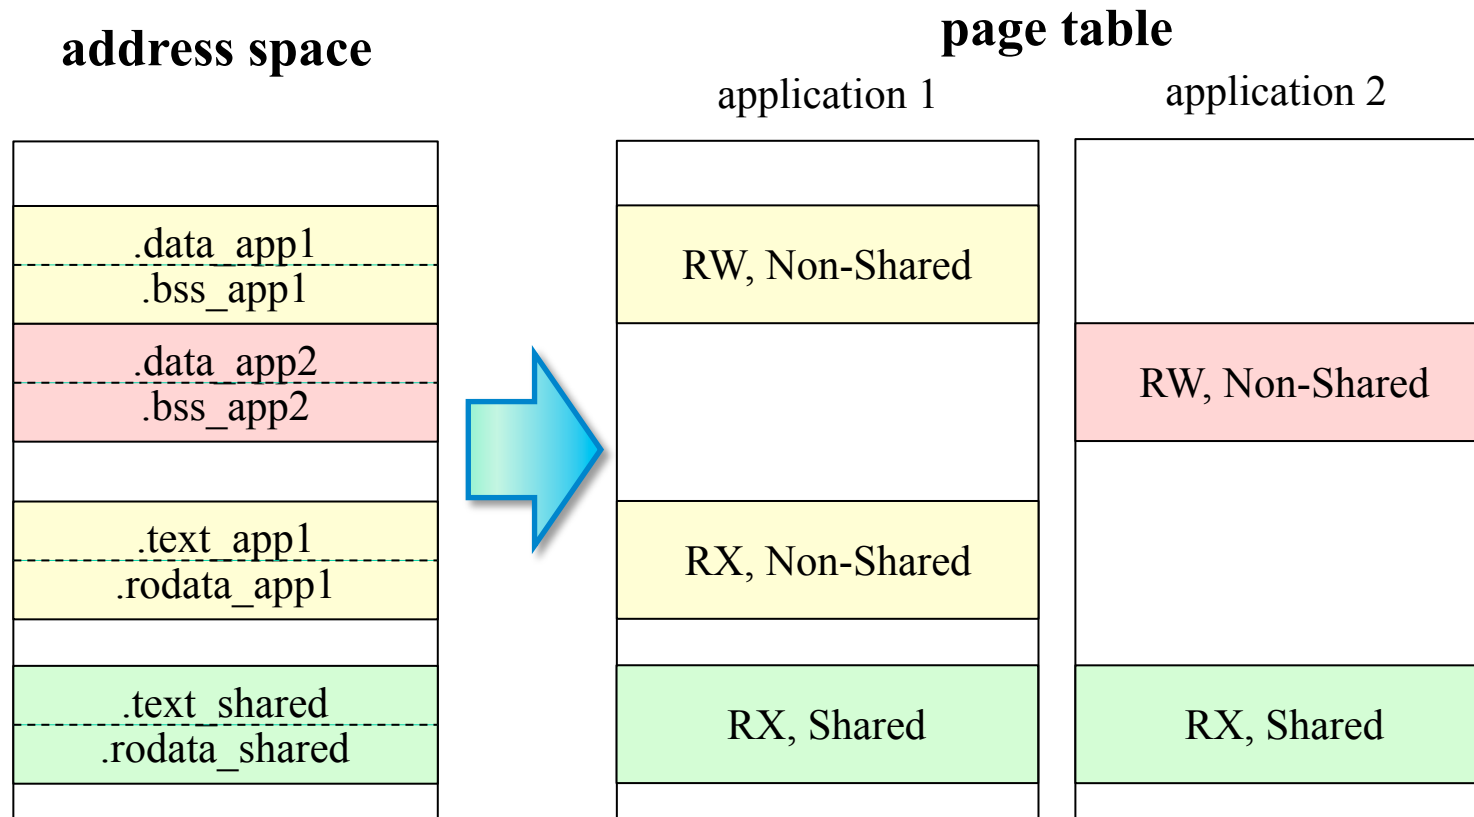 address space
page table
application 1
application 2
.data_app1
.bss_app1
.data_app2
.bss_app2
.text_app1
.rodata_app1
.text_shared
.rodata_shared
RW, Non-Shared
RX, Non-Shared
RX, Shared
RW, Non-Shared
RX, Shared